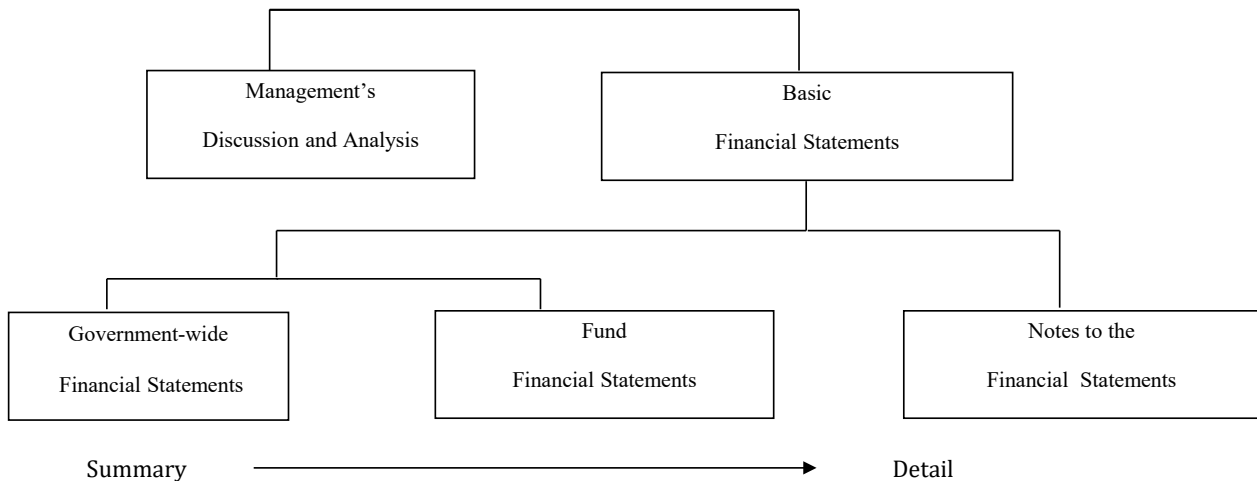 Management’s
Discussion and Analysis
Basic
Financial Statements
Government-wide
Financial Statements
Fund
Financial Statements
Notes to the
Financial Statements
Summary
Detail